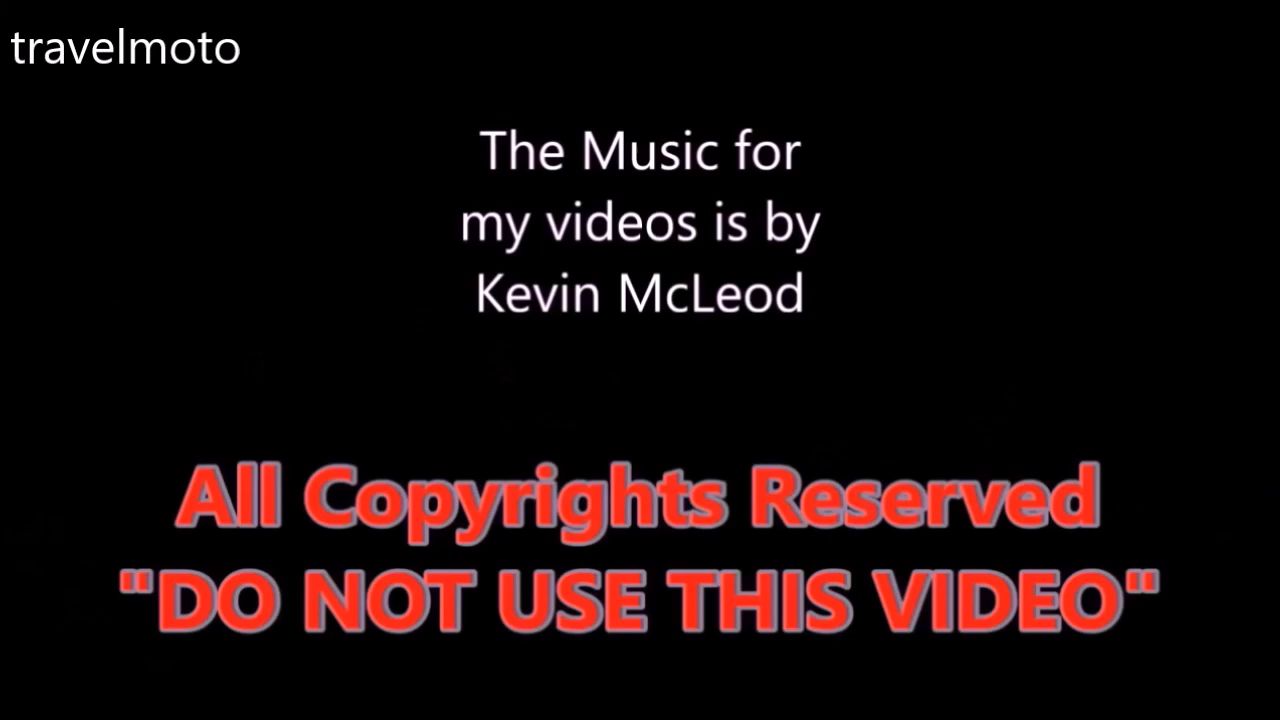 travelmoto
The Music for
my videos is by
Kevin McLeod
All Copyrights Reserved
"DO NOT USE THIS VIDEO"